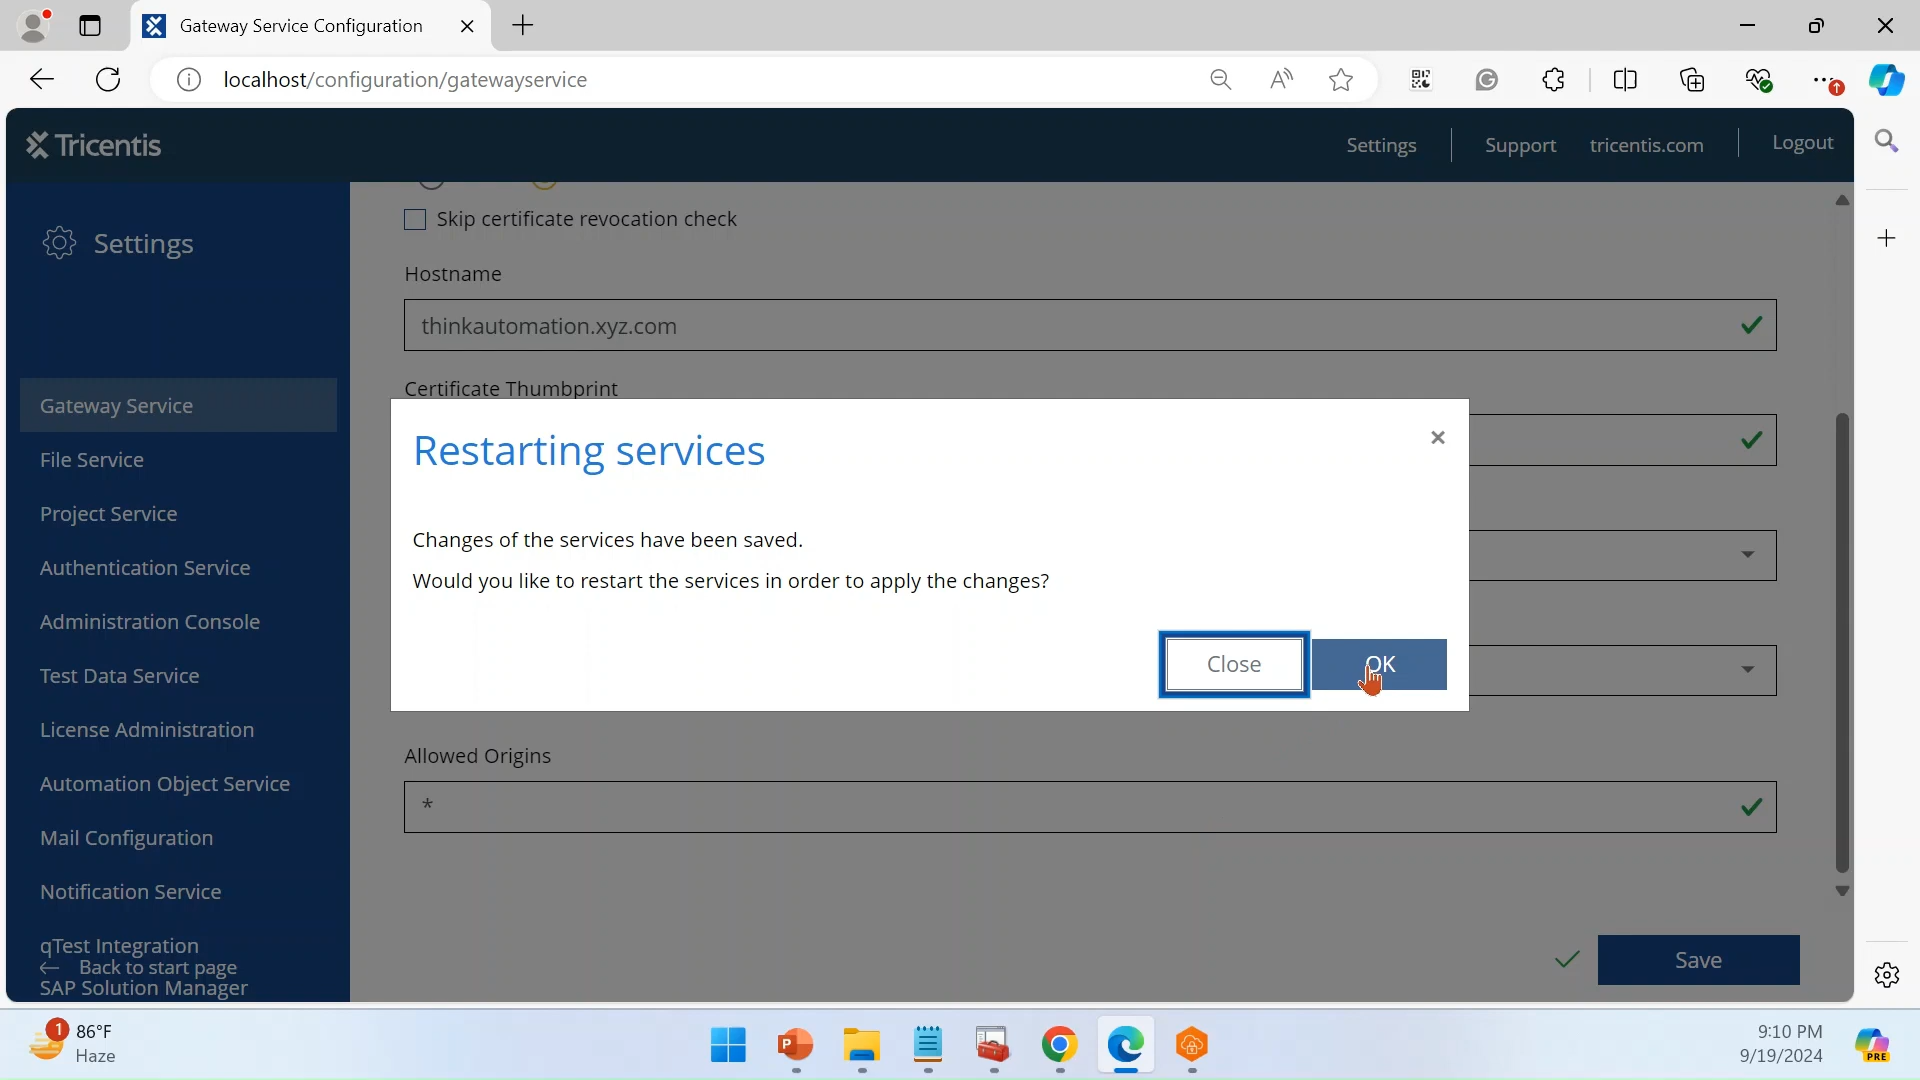 Gateway Service Configuration
localhost/configuration/gatewayservice
Tricentis
Settings
Support
tricentis.com
Logout
Settings
Gateway Service
File Service
Project Service
Authentication Service
Administration Console
Test Data Service
License Administration
Automation Object Service
Mail Configuration
Notification Service
qTest Integration
Back to start page
SAP Solution Manager
Skip certificate revocation check
Hostname
thinkautomation.xyz.com
Certificate Thumbprint
Restarting services
Changes of the services have been saved.
Would you like to restart the services in order to apply the changes?
Close
OK
Allowed Origins
*
Save
1
86°F
Haze
9:10 PM
9/19/2024
PRE